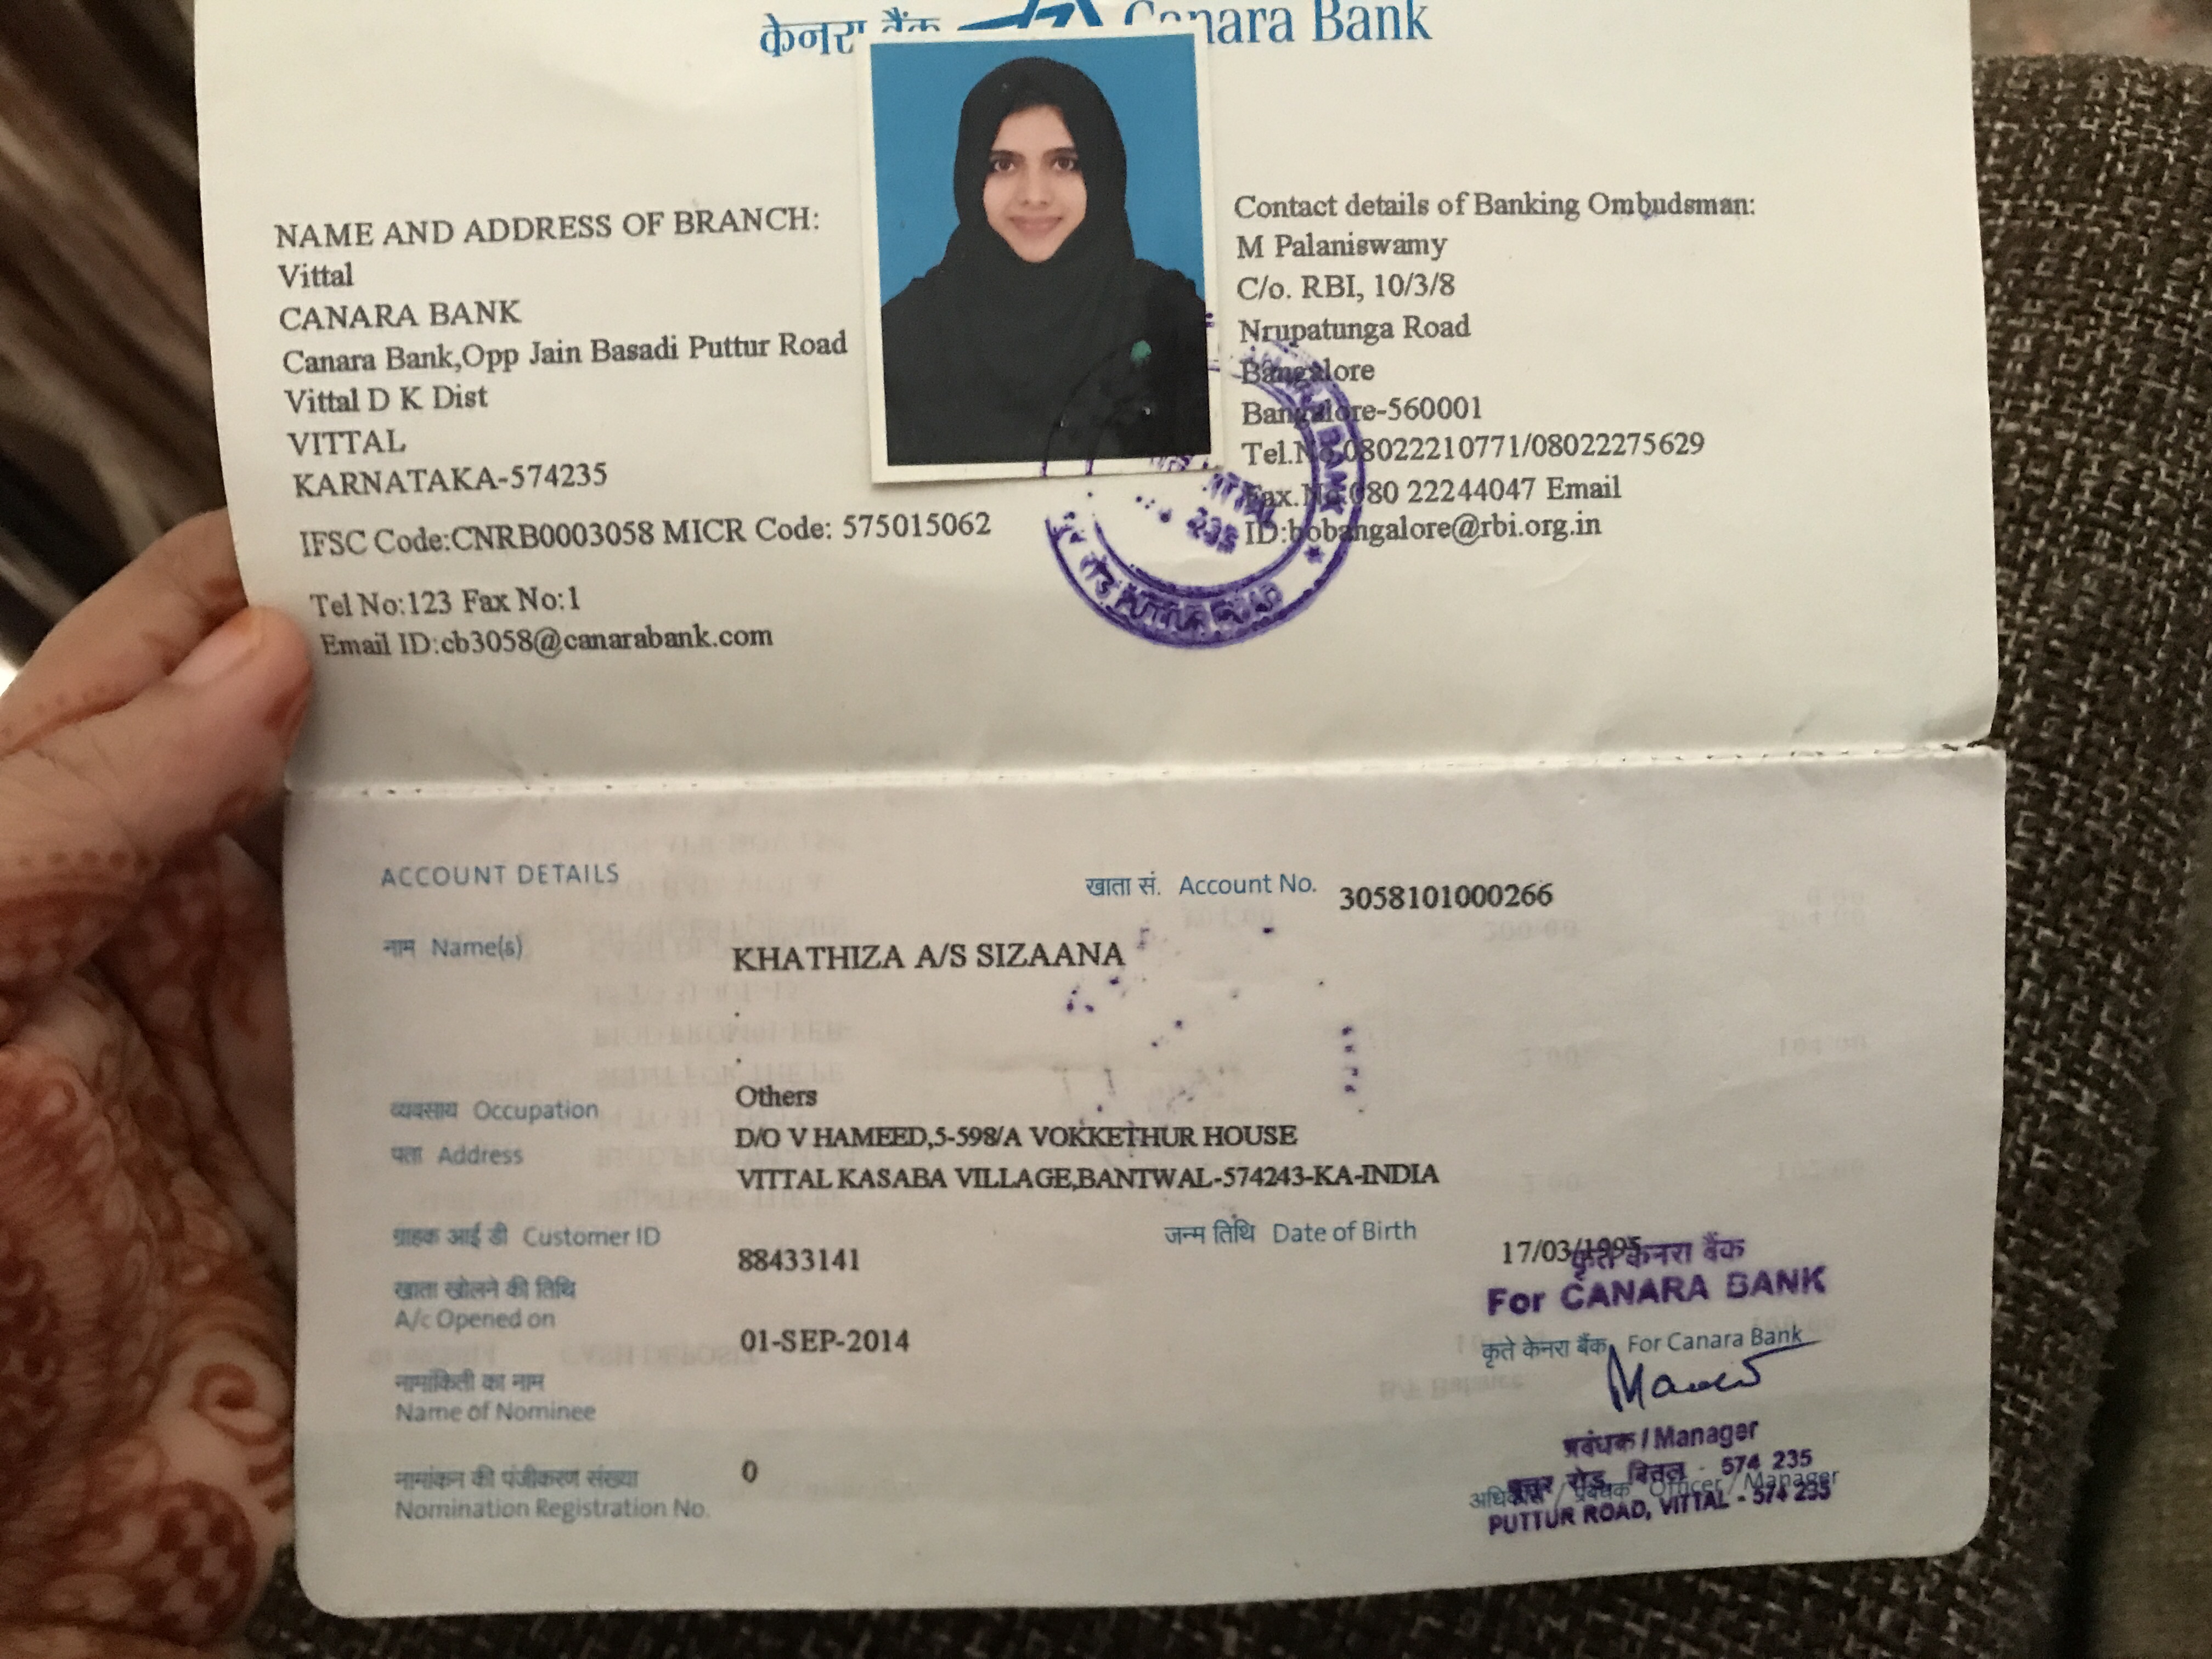 केनरा बैंक Canara Bank
NAME AND ADDRESS OF BRANCH:
Vittal
CANARA BANK
Canara Bank,Opp Jain Basadi Puttur Road
Vittal D K Dist
VITTAL
KARNATAKA-574235
IFSC Code:CNRB0003058 MICR Code: 575015062
Tel No:123 Fax No:1
Email ID:cb3058@canarabank.com
Contact details of Banking Ombudsman:
M Palaniswamy
C/o. RBI, 10/3/8
Nrupatunga Road
Bangalore
Bangalore-560001
Tel.No.08022210771/08022275629
Fax.No.080 22244047 Email
ID:bobangalore@rbi.org.in
ACCOUNT DETAILS
खाता सं. Account No. 3058101000266
नाम Name(s) KHATHIZA A/S SIZAANA
व्यवसाय Occupation Others
पता Address D/O V HAMEED,5-598/A VOKKETHUR HOUSE
VITTAL KASABA VILLAGE,BANTWAL-574243-KA-INDIA
ग्राहक आई डी Customer ID 88433141
जन्म तिथि Date of Birth 17/03/1995
खाता खोलने की तिथि
A/c Opened on 01-SEP-2014
नामांकिती का नाम
Name of Nominee
नामांकन की पंजीकरण संख्या
Nomination Registration No. 0
कृते केनरा बैंक
For CANARA BANK
कृते केनरा बैंक For Canara Bank
प्रबंधक / Manager
574 235
Officer / Manager
PUTTUR ROAD, VITTAL - 574 235